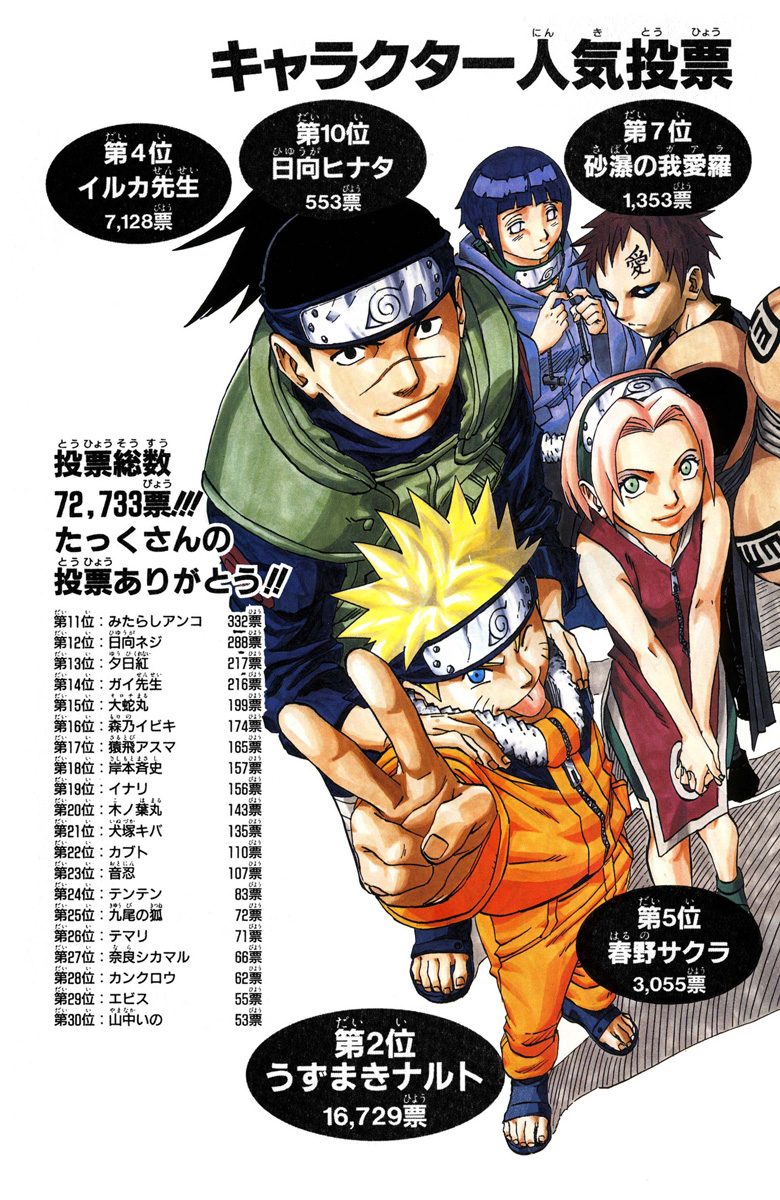 キャラクター人気投票
第4位
イルカ先生
7,128票
第10位
日向ヒナタ
553票
第7位
砂瀑の我愛羅
1,353票
愛
投票総数
72,733票!!!
たっくさんの
投票ありがとう!!
第11位：みたらしアンコ 332票
第12位：日向ネジ 288票
第13位：夕日紅 217票
第14位：ガイ先生 216票
第15位：大蛇丸 199票
第16位：森乃イビキ 174票
第17位：猿飛アスマ 165票
第18位：岸本斉史 157票
第19位：イナリ 156票
第20位：木ノ葉丸 143票
第21位：犬塚キバ 135票
第22位：カブト 110票
第23位：音忍 107票
第24位：テンテン 83票
第25位：九尾の狐 72票
第26位：テマリ 71票
第27位：奈良シカマル 66票
第28位：カンクロウ 62票
第29位：エビス 55票
第30位：山中いの 53票
第5位
春野サクラ
3,055票
第2位
うずまきナルト
16,729票